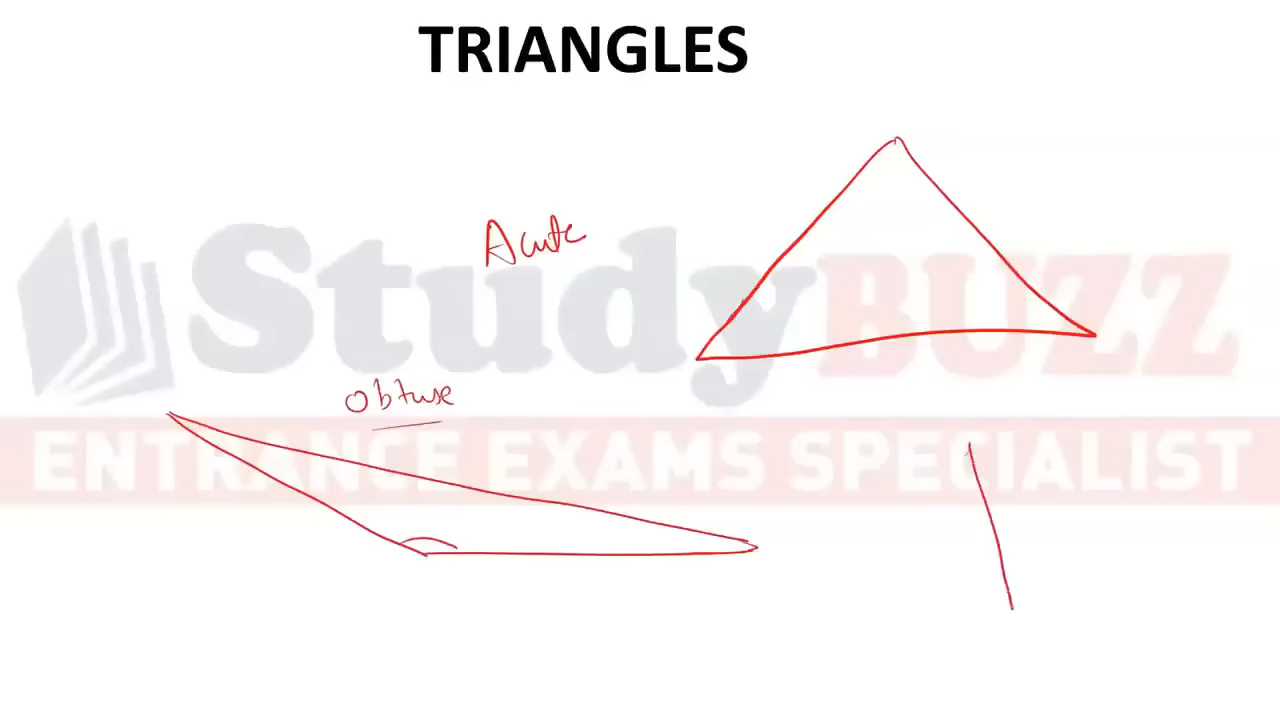 TRIANGLES
Acute
StudyBUZZ
Obtuse
ENTRANCE EXAMS SPECIALIST